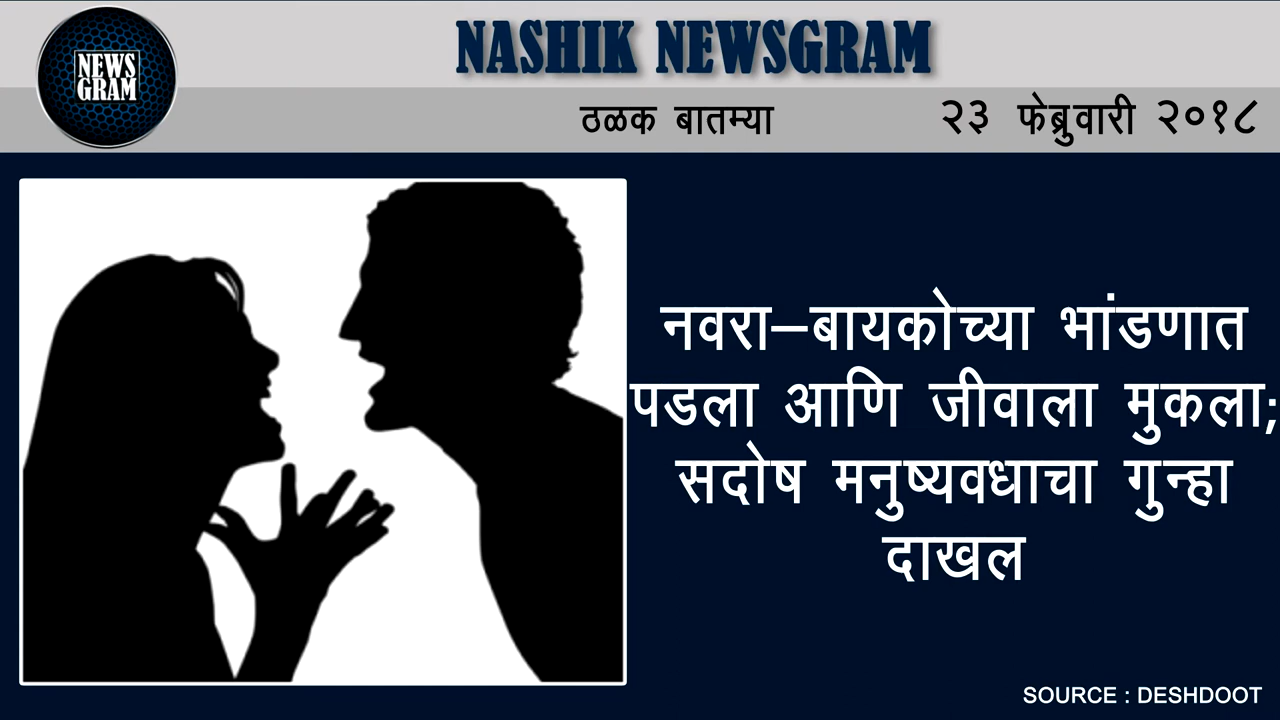 NEWS
GRAM
NASHIK NEWSGRAM
ठळक बातम्या
२३ फेब्रुवारी २०१८
नवरा–बायकोच्या भांडणात
पडला आणि जीवाला मुकला;
सदोष मनुष्यवधाचा गुन्हा
दाखल
SOURCE : DESHDOOT